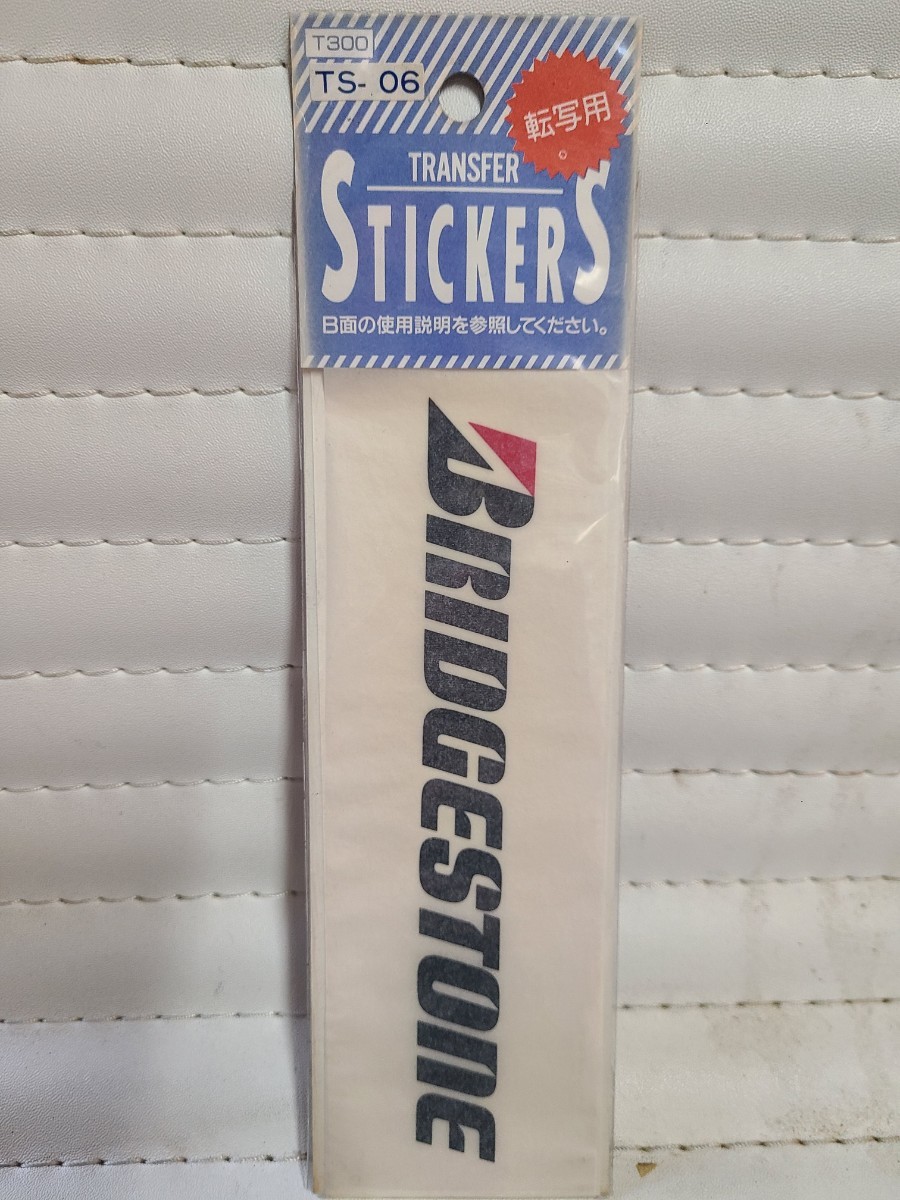 T300
TS- 06
転写用
TRANSFER
STICKERS
B面の使用説明を参照してください。
BRIDGESTONE